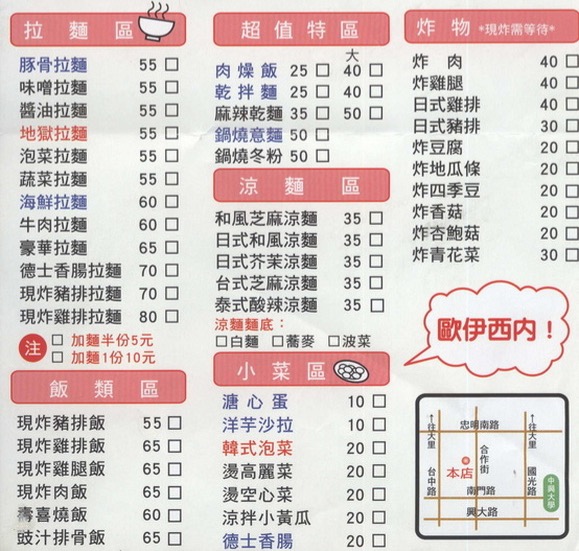 拉麵區
豚骨拉麵 55 □
味噌拉麵 55 □
醬油拉麵 55 □
地獄拉麵 55 □
泡菜拉麵 55 □
蔬菜拉麵 55 □
海鮮拉麵 60 □
牛肉拉麵 60 □
豪華拉麵 65 □
德士香腸拉麵 70 □
現炸豬排拉麵 70 □
現炸雞排拉麵 80 □
注
□ 加麵半份5元
□ 加麵1份10元
飯類區
現炸豬排飯 55 □
現炸雞排飯 65 □
現炸雞腿飯 65 □
現炸肉飯 65 □
壽喜燒飯 60 □
豉汁排骨飯 65 □
超值特區
大
肉燥飯 25 □ 40 □
乾拌麵 25 □ 40 □
麻辣乾麵 35 □ 50 □
鍋燒意麵 50 □
鍋燒冬粉 50 □
涼麵區
和風芝麻涼麵 35 □
日式和風涼麵 35 □
日式芥茉涼麵 35 □
台式芝麻涼麵 35 □
泰式酸辣涼麵 35 □
涼麵麵底：
□白麵 □蕎麥 □波菜
小菜區
溏心蛋 10 □
洋芋沙拉 10 □
韓式泡菜 20 □
燙高麗菜 20 □
燙空心菜 20 □
涼拌小黃瓜 20 □
德士香腸 20 □
炸物 *現炸需等待*
炸肉 40 □
炸雞腿 40 □
日式雞排 40 □
日式豬排 30 □
炸豆腐 20 □
炸地瓜條 20 □
炸四季豆 20 □
炸香菇 20 □
炸杏鮑菇 20 □
炸青花菜 30 □
歐伊西內！
忠明南路
←往大里
←往大里
合作街
本店
台中路
國光路
中興大學
南門路
興大路